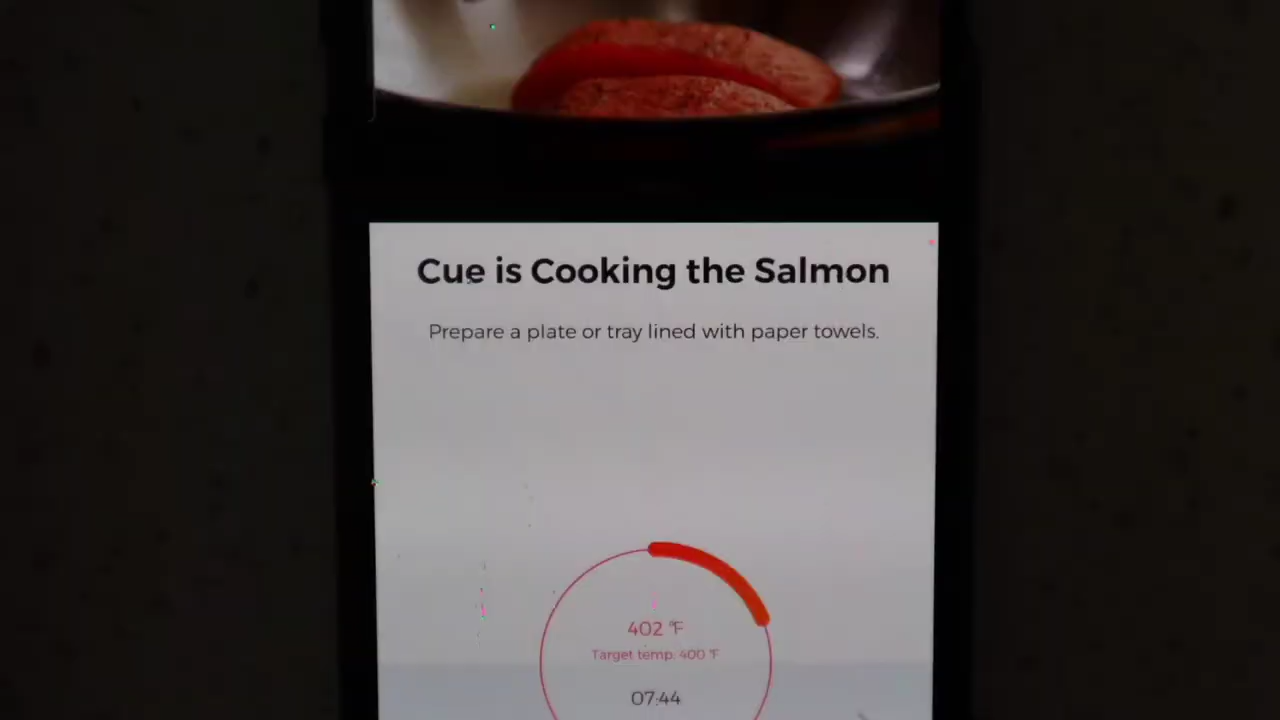 Cue is Cooking the Salmon
Prepare a plate or tray lined with paper towels.
402 °F
Target temp: 400 °F
07:44